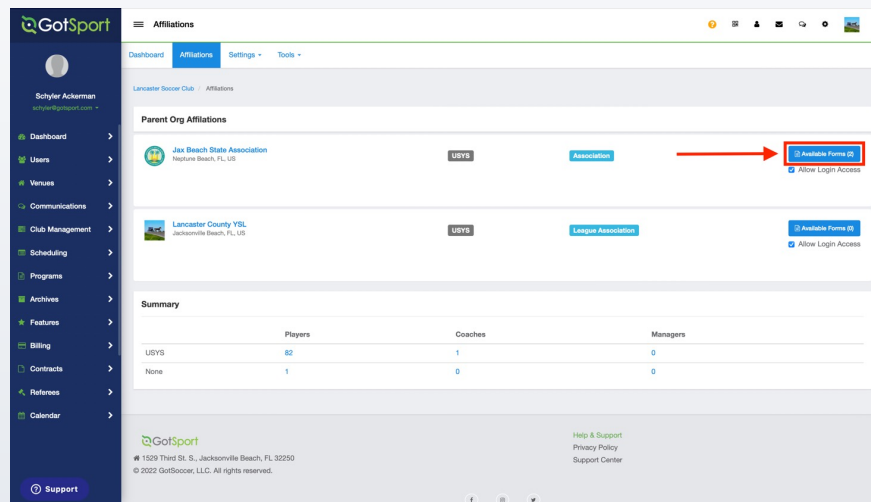 GotSport
Affiliations
Schyler Ackerman
schyler@gotsport.com
Dashboard
Users
Venues
Communications
Club Management
Scheduling
Programs
Archives
Features
Billing
Contracts
Referees
Calendar
Support
Dashboard Affiliations Settings Tools
Lancaster Soccer Club / Affiliations
Parent Org Affilations
Jax Beach State Association USYS Association Available Forms (2)
Neptune Beach, FL, US
Allow Login Access
Lancaster County YSL USYS League Association Available Forms (0)
Jacksonville Beach, FL, US
Allow Login Access
Summary
Players Coaches Managers
USYS 82 1 0
None 1 0 0
GotSport
1529 Third St. S., Jacksonville Beach, FL 32250
© 2022 GotSoccer, LLC. All rights reserved.
Help & Support
Privacy Policy
Support Center